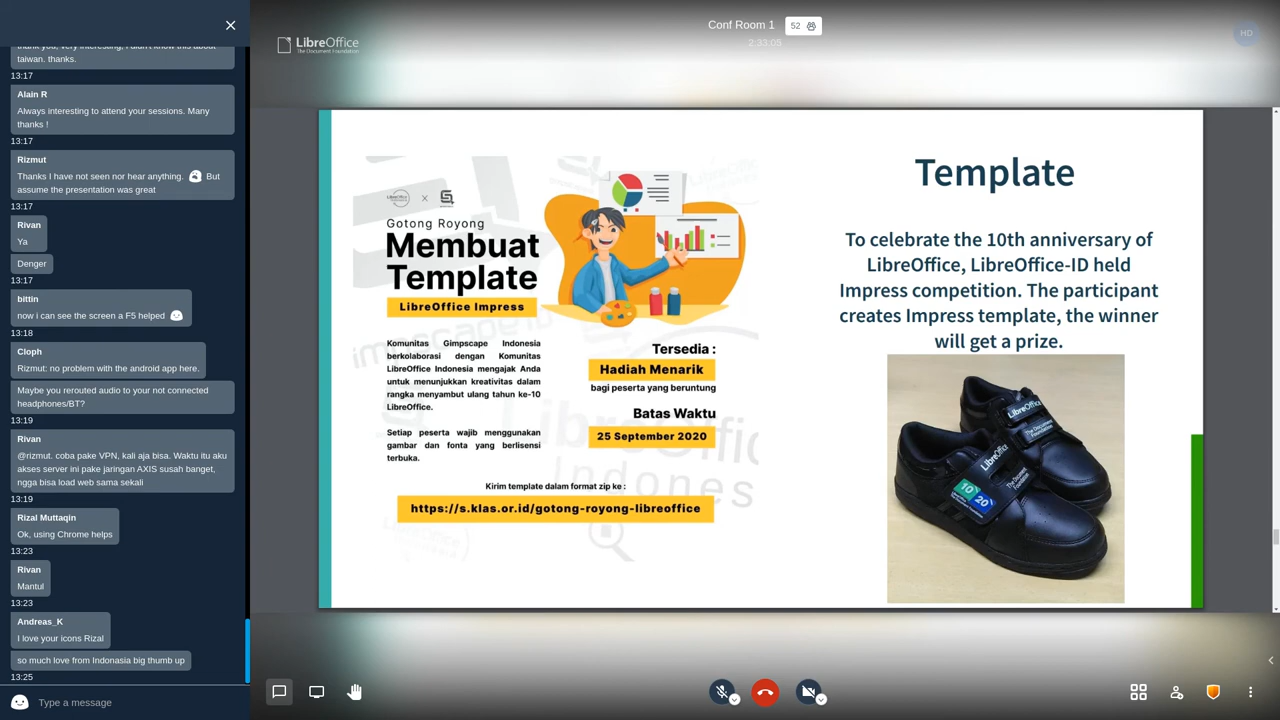 thank you, very interesting, I didn't know this about
taiwan. thanks.
13:17
Alain R
Always interesting to attend your sessions. Many
thanks !
13:17
Rizmut
Thanks I have not seen nor hear anything. But
assume the presentation was great
13:17
Rivan
Ya
Denger
13:17
bittin
now i can see the screen a F5 helped
13:18
Cloph
Rizmut: no problem with the android app here.
Maybe you rerouted audio to your not connected
headphones/BT?
13:19
Rivan
@rizmut. coba pake VPN, kali aja bisa. Waktu itu aku
akses server ini pake jaringan AXIS susah banget,
ngga bisa load web sama sekali
13:19
Rizal Muttaqin
Ok, using Chrome helps
13:23
Rivan
Mantul
13:23
Andreas_K
I love your icons Rizal
so much love from Indonasia big thumb up
13:25
Type a message
LibreOffice
The Document Foundation
Conf Room 1
52
2:33:05
HD
X
Gotong Royong
Membuat
Template
LibreOffice Impress
Komunitas Gimpscape Indonesia
berkolaborasi dengan Komunitas
LibreOffice Indonesia mengajak Anda
untuk menunjukkan kreativitas dalam
rangka menyambut ulang tahun ke-10
LibreOffice.
Setiap peserta wajib menggunakan
gambar dan fonta yang berlisensi
terbuka.
Tersedia :
Hadiah Menarik
bagi peserta yang beruntung
Batas Waktu
25 September 2020
Kirim template dalam format zip ke :
https://s.klas.or.id/gotong-royong-libreoffice
Template
To celebrate the 10th anniversary of
LibreOffice, LibreOffice-ID held
Impress competition. The participant
creates Impress template, the winner
will get a prize.
LibreOffice
The Document
Foundation
LibreOffice
The Document
Foundation
10
20